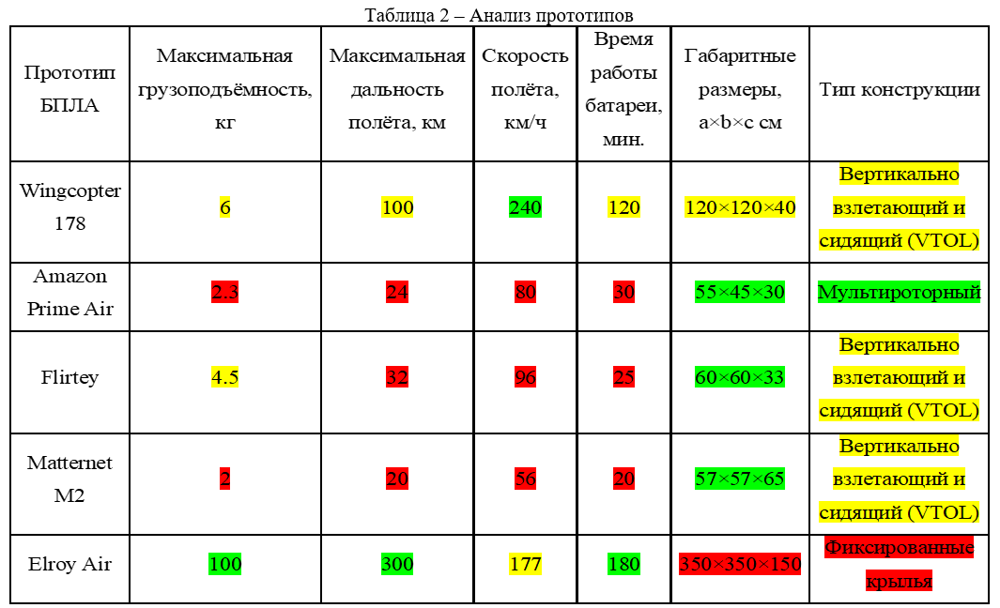 Таблица 2 – Анализ прототипов
Прототип
БПЛА
Максимальная
грузоподъёмность,
кг
Максимальная
дальность
полёта, км
Скорость
полёта,
км/ч
Время
работы
батареи,
мин.
Габаритные
размеры,
a×b×c см
Тип конструкции
Wingcopter
178
6
100
240
120
120×120×40
Вертикально
взлетающий и
сидящий (VTOL)
Amazon
Prime Air
2.3
24
80
30
55×45×30
Мультироторный
Flirtey
4.5
32
96
25
60×60×33
Вертикально
взлетающий и
сидящий (VTOL)
Matternet
M2
2
20
56
20
57×57×65
Вертикально
взлетающий и
сидящий (VTOL)
Elroy Air
100
300
177
180
350×350×150
Фиксированные
крылья